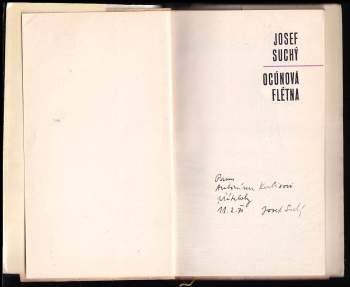 JOSEF
SUCHÝ
OCÚNOVÁ
FLÉTNA
Panu
Antonínu
přátelsky
Josef Suchý